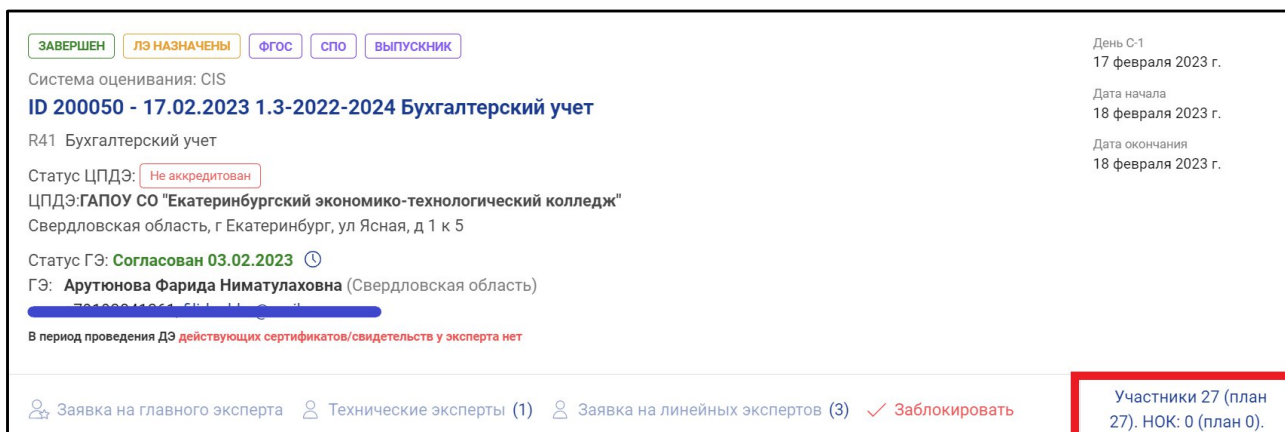 ЗАВЕРШЕН ЛЭ НАЗНАЧЕНЫ ФГОС СПО ВЫПУСКНИК
Система оценивания: CIS
ID 200050 - 17.02.2023 1.3-2022-2024 Бухгалтерский учет
R41 Бухгалтерский учет
Статус ЦПДЭ: Не аккредитован
ЦПДЭ:ГАПОУ СО "Екатеринбургский экономико-технологический колледж"
Свердловская область, г Екатеринбург, ул Ясная, д 1 к 5
Статус ГЭ: Согласован 03.02.2023
ГЭ: Арутюнова Фарида Ниматулаховна (Свердловская область)
В период проведения ДЭ действующих сертификатов/свидетельств у эксперта нет
День С-1
17 февраля 2023 г.
Дата начала
18 февраля 2023 г.
Дата окончания
18 февраля 2023 г.
Заявка на главного эксперта Технические эксперты (1) Заявка на линейных экспертов (3) Заблокировать
Участники 27 (план
27). НОК: 0 (план 0).